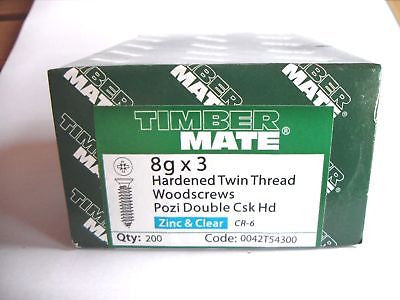 TIMBER
MATE®
8g x 3
Hardened Twin Thread
Woodscrews
Pozi Double Csk Hd
Zinc & Clear CR-6
Qty: 200 Code: 0042T54300